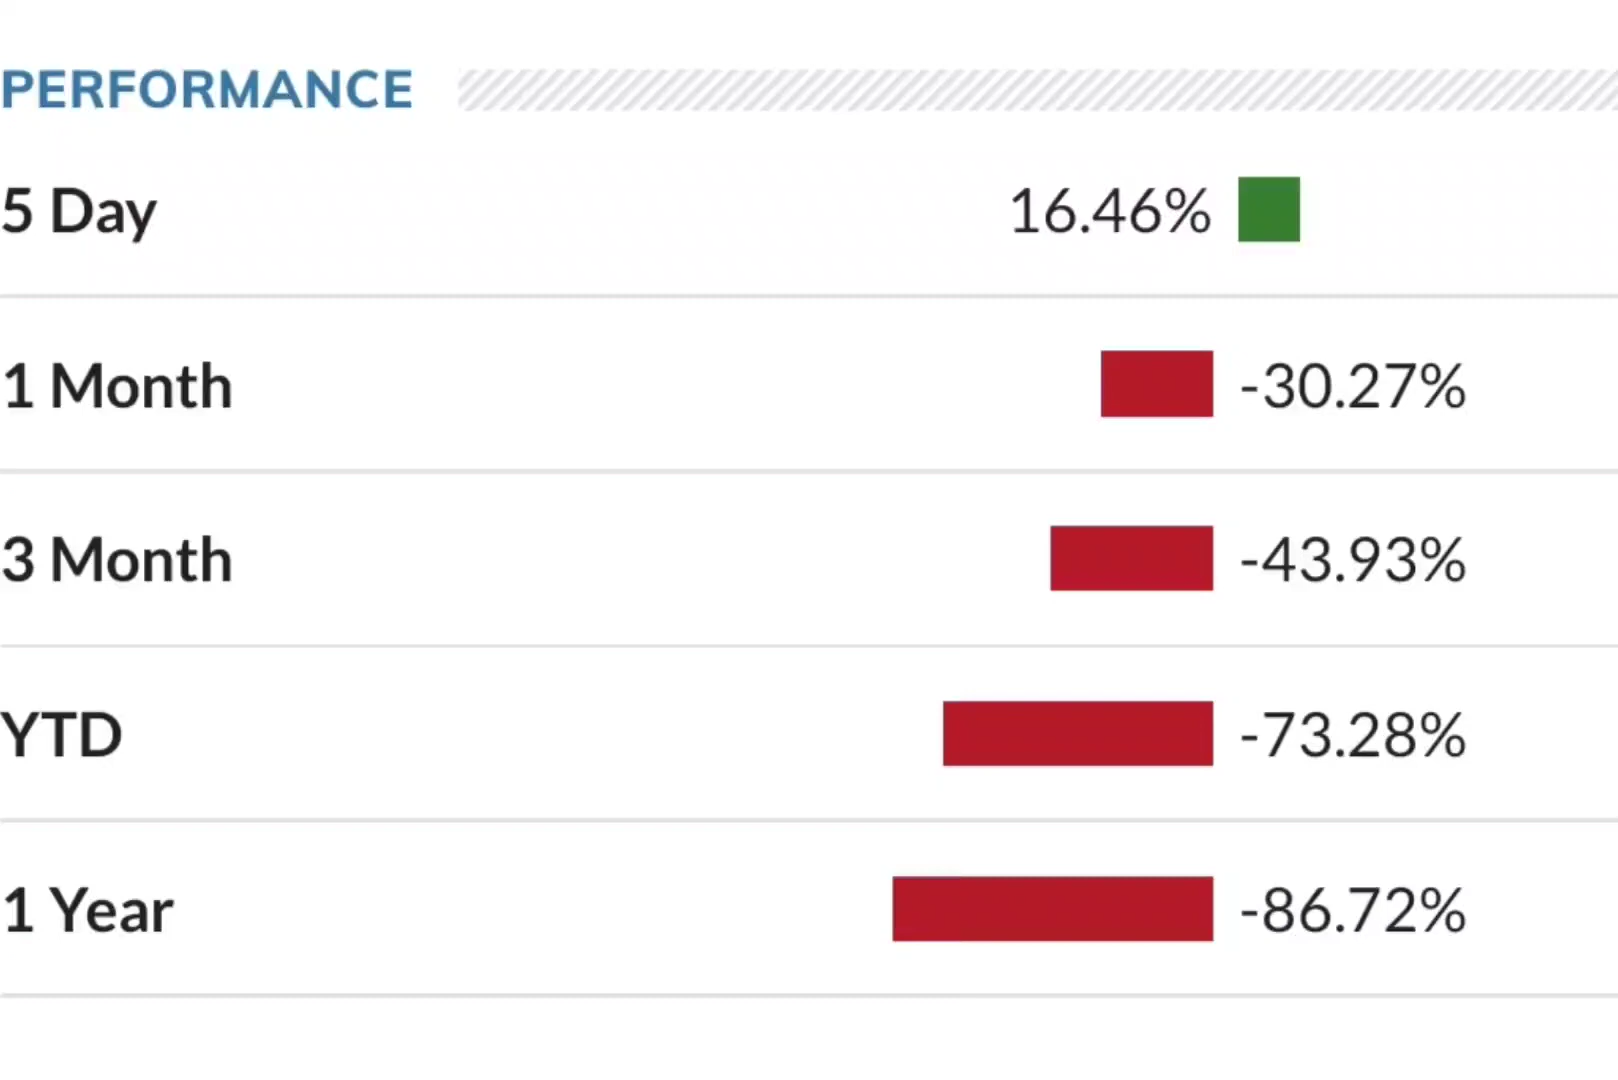 PERFORMANCE
5 Day 16.46%
1 Month -30.27%
3 Month -43.93%
YTD -73.28%
1 Year -86.72%